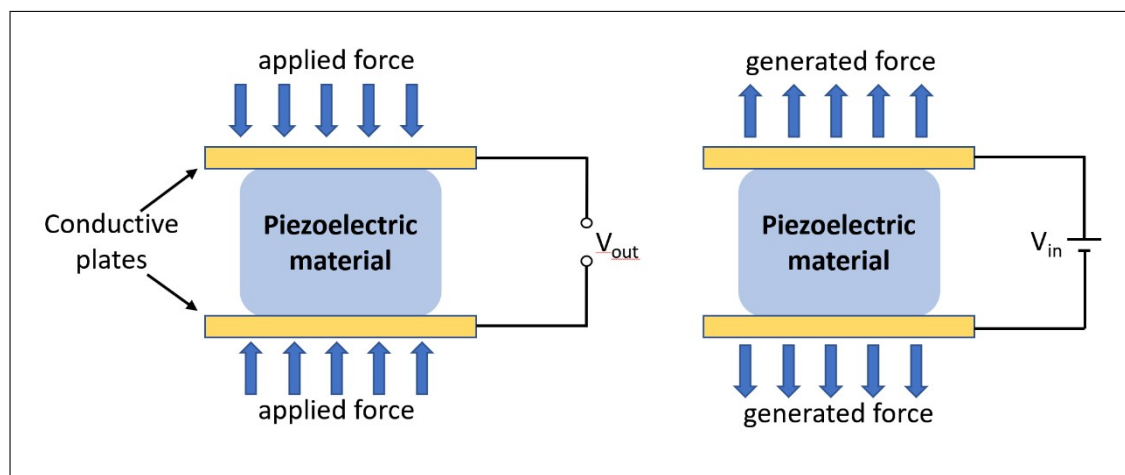 applied force
Conductive
plates
Piezoelectric
material
V_out
applied force
generated force
Piezoelectric
material
V_in
generated force